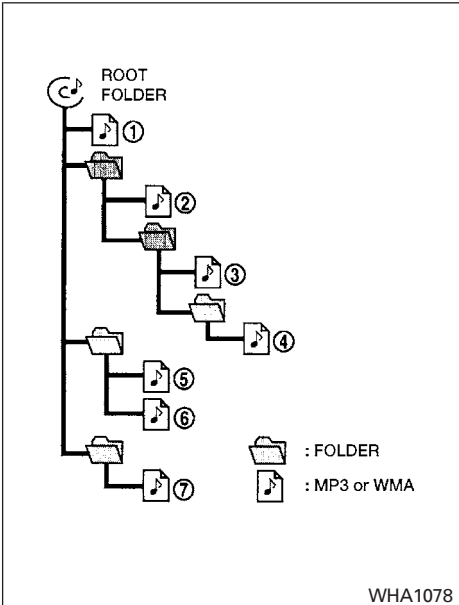 ROOT
FOLDER
①
②
③
④
⑤
⑥
: FOLDER
⑦
: MP3 or WMA
WHA1078